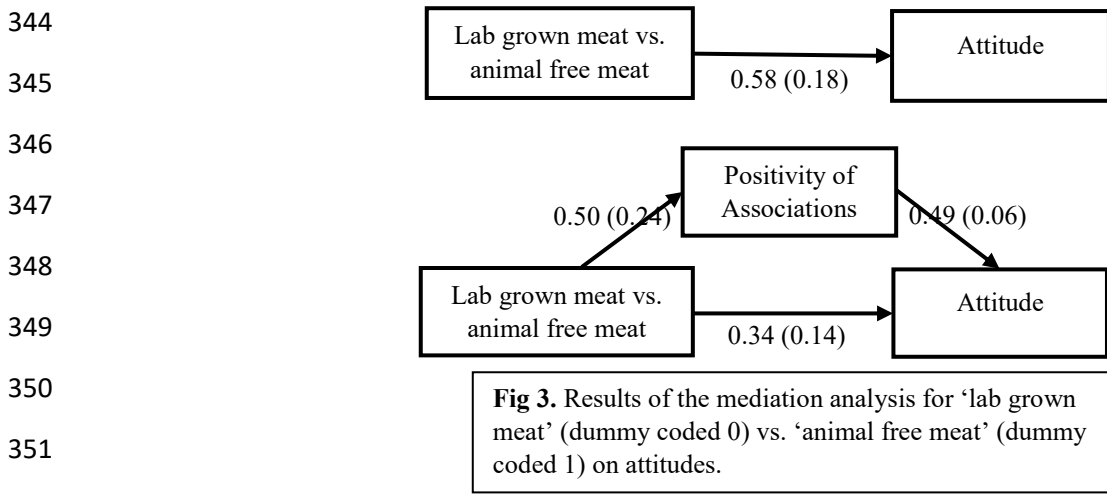 344
Lab grown meat vs.
animal free meat
Attitude
0.58 (0.18)
345
346
Positivity of
Associations
347
0.50 (0.24)
0.49 (0.06)
348
Lab grown meat vs.
animal free meat
Attitude
349
0.34 (0.14)
350
Fig 3. Results of the mediation analysis for ‘lab grown
meat’ (dummy coded 0) vs. ‘animal free meat’ (dummy
351
coded 1) on attitudes.